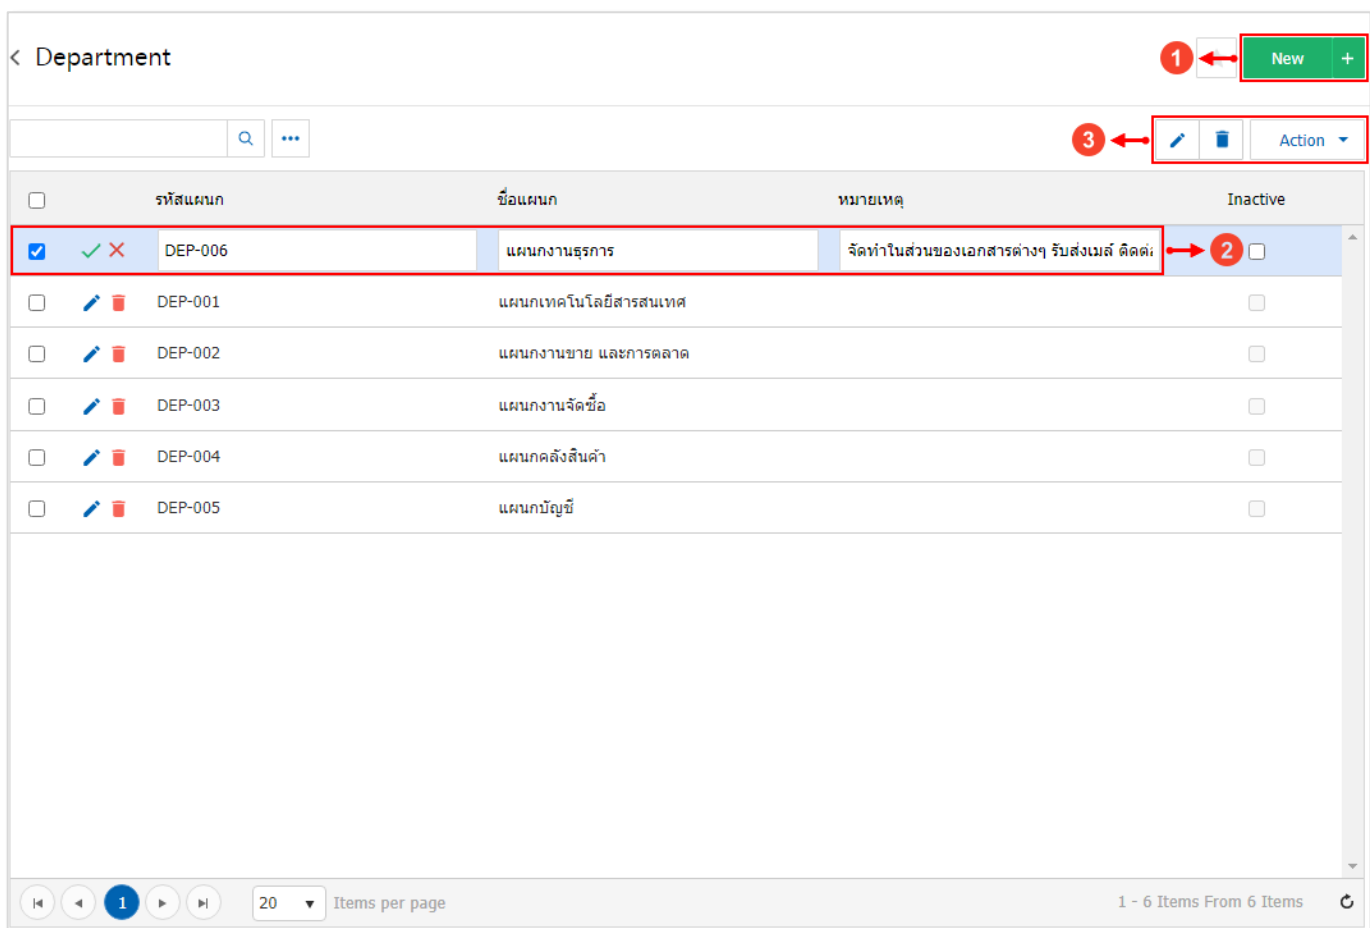 Department
1
New +
3
Action
รหัสแผนก ชื่อแผนก หมายเหตุ Inactive
DEP-006 แผนกงานธุรการ จัดทำในส่วนของเอกสารต่างๆ รับส่งเมล์ 2
DEP-001 แผนกเทคโนโลยีสารสนเทศ
DEP-002 แผนกงานขาย และการตลาด
DEP-003 แผนกงานจัดซื้อ
DEP-004 แผนกคลังสินค้า
DEP-005 แผนกบัญชี
1 20 Items per page 1 - 6 Items From 6 Items